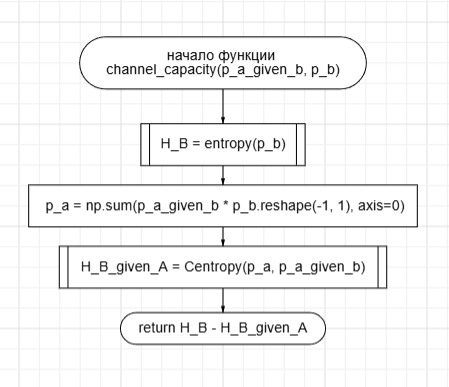 начало функции
channel_capacity(p_a_given_b, p_b)
H_B = entropy(p_b)
p_a = np.sum(p_a_given_b * p_b.reshape(-1, 1), axis=0)
H_B_given_A = Centropy(p_a, p_a_given_b)
return H_B - H_B_given_A